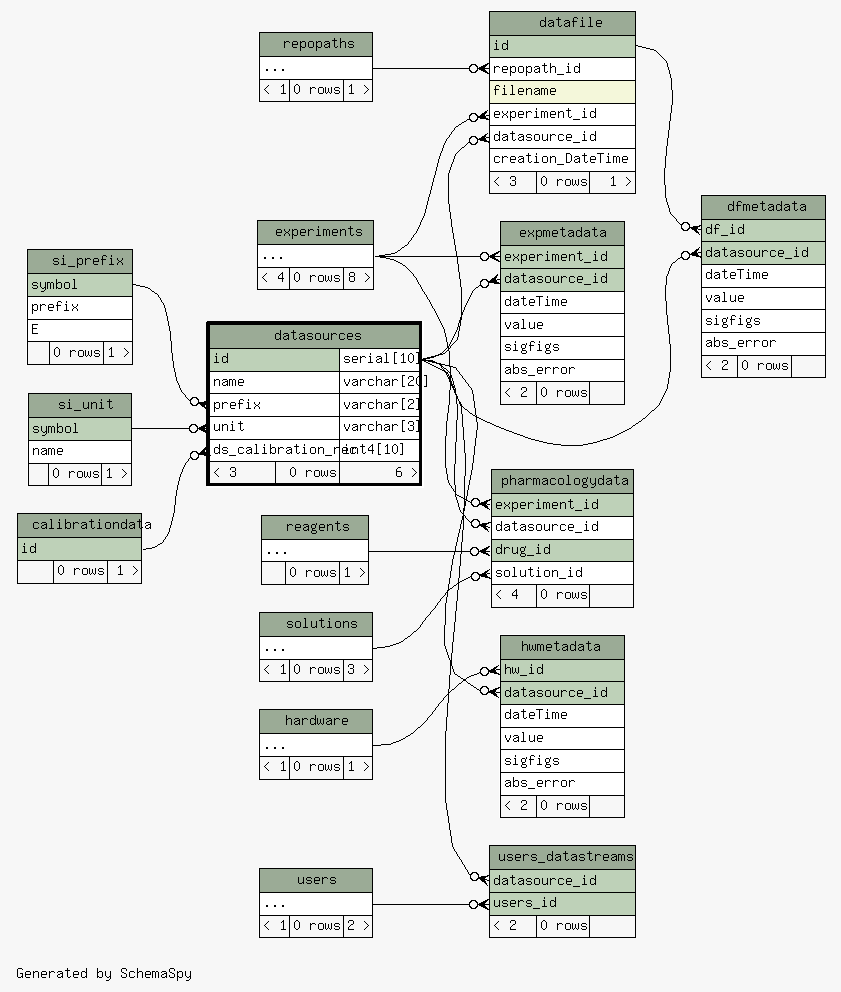 datafile
id
repopath_id
filename
experiment_id
datasource_id
creation_DateTime
< 3 0 rows 1 >
repopaths
...
< 1 0 rows 1 >
dfmetadata
df_id
datasource_id
dateTime
value
sigfigs
abs_error
< 2 0 rows
experiments
...
< 4 0 rows 8 >
expmetadata
experiment_id
datasource_id
dateTime
value
sigfigs
abs_error
< 2 0 rows
si_prefix
symbol
prefix
E
0 rows 1 >
datasources
id serial[10]
name varchar[20]
prefix varchar[2]
unit varchar[3]
int4[10]
< 3 0 rows 6 >
si_unit
symbol
name
0 rows 1 >
calibrationdata
id
0 rows 1 >
pharmacologydata
experiment_id
datasource_id
drug_id
solution_id
< 4 0 rows
reagents
...
0 rows 1 >
solutions
...
< 1 0 rows 3 >
hwmetadata
hw_id
datasource_id
dateTime
value
sigfigs
abs_error
< 2 0 rows
hardware
...
< 1 0 rows 1 >
users_datastreams
datasource_id
users_id
< 2 0 rows
users
...
< 1 0 rows 2 >
Generated by SchemaSpy